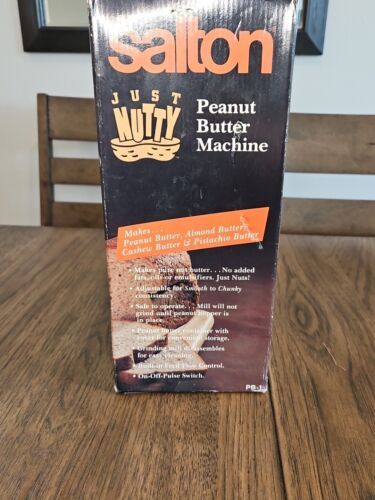 salton
JUST
NUTTY
TM
Peanut
Butter
Machine
Makes...
Peanut Butter, Almond Butter,
Cashew Butter & Pistachio Butter
• Makes pure nut butter... No added
fats, oils or emulsifiers. Just Nuts!
• Adjustable for Smooth to Chunky
consistency.
• Safe to operate... Mill will not
grind until peanut hopper is
in place.
• Peanut butter container with
cover for convenient storage.
• Grinding mill disassembles
for easy cleaning.
• Built-in Feed Flow Control.
• On-Off-Pulse Switch.
PB-1